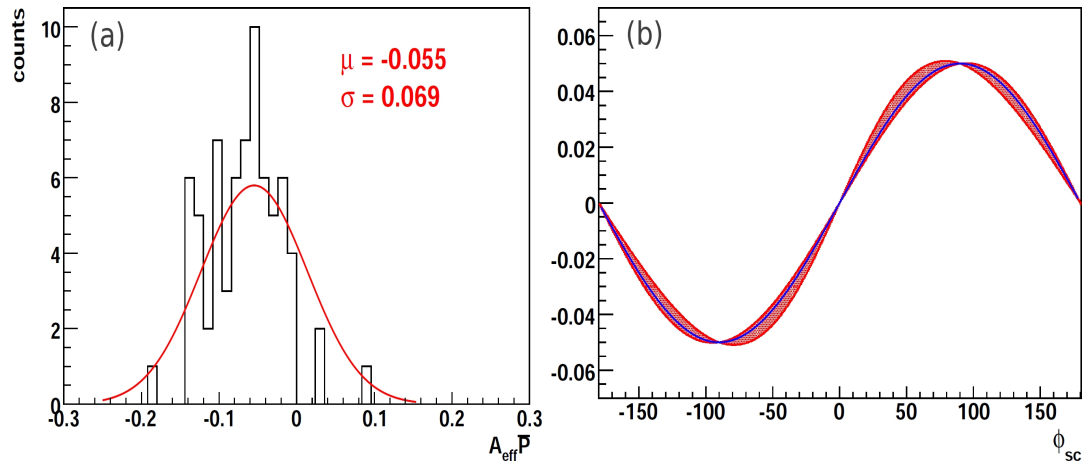 (a)
counts
μ = -0.055
σ = 0.069
10
8
6
4
2
0
-0.3 -0.2 -0.1 0 0.1 0.2 0.3
A_eff P̅
(b)
0.06
0.04
0.02
0
-0.02
-0.04
-0.06
-150 -100 -50 0 50 100 150
ϕ_sc